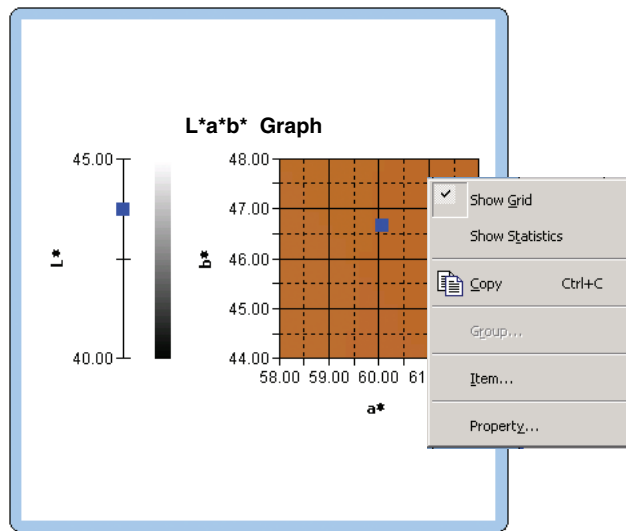 L*a*b* Graph
45.00
40.00
L*
48.00
47.00
46.00
45.00
44.00
b*
58.00 59.00 60.00 61
a*
Show Grid
Show Statistics
Copy Ctrl+C
Group...
Item...
Property...